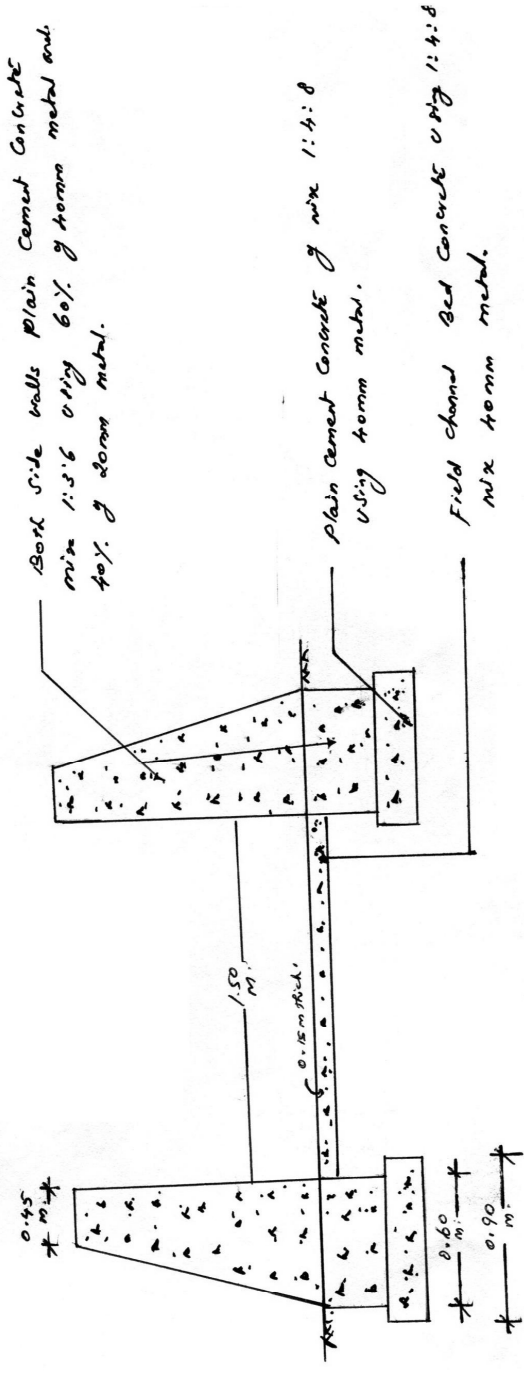 Both side walls plain cement concrete
mix 1:3:6 using 60% of 40mm metal and
40% of 20mm metal.
Plain cement concrete of mix 1:4:8
using 40mm metal.
Field channel Bed concrete using 1:4:8
mix 40mm metal.
0.45
m.
1.50
m.
0.15m thick.
0.60
m.
0.90
m.